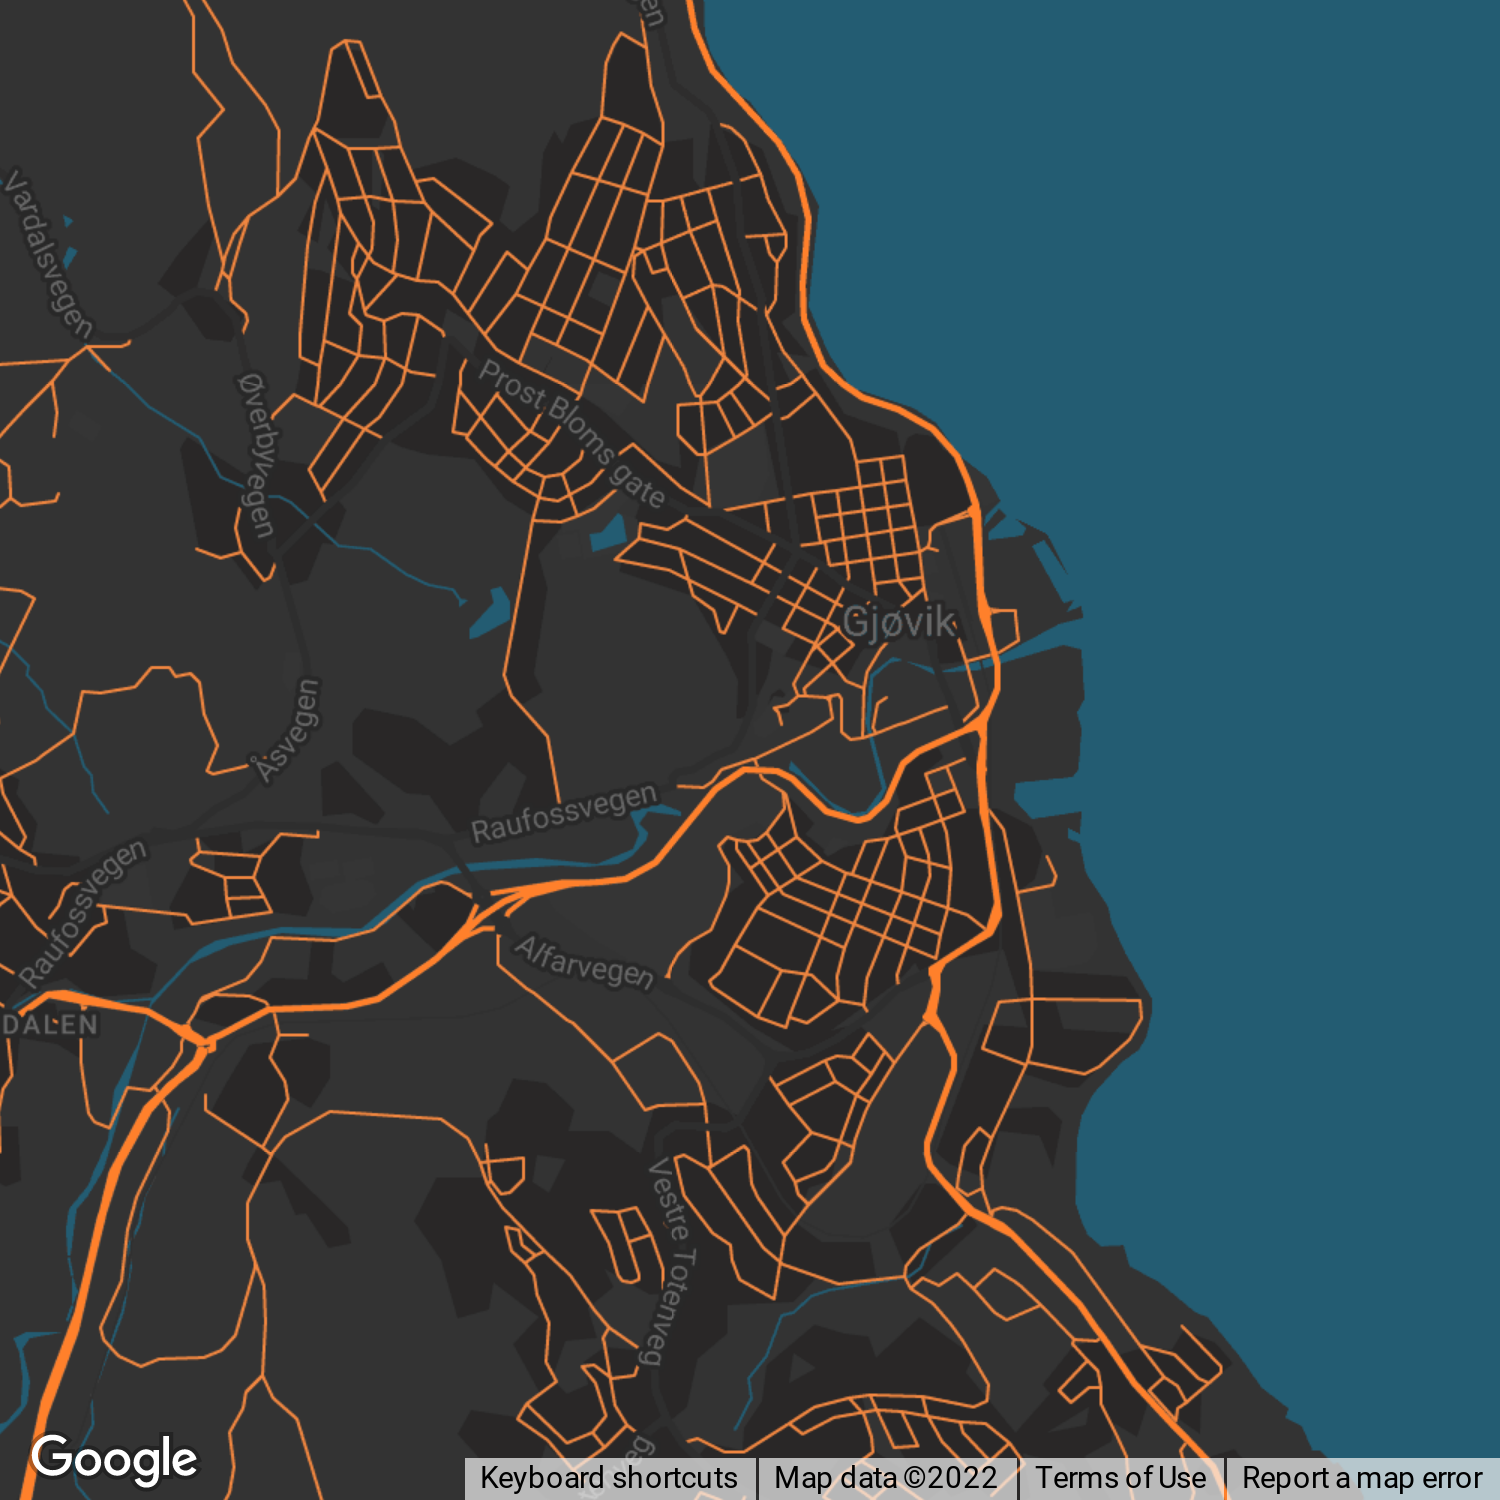 Vardalsvegen
Øverbyvegen
Prost Bloms gate
Gjøvik
Åsvegen
Raufossvegen
Raufossvegen
Alfarvegen
DALEN
Vestre Totenveg
Google
Keyboard shortcuts
Map data ©2022
Terms of Use
Report a map error